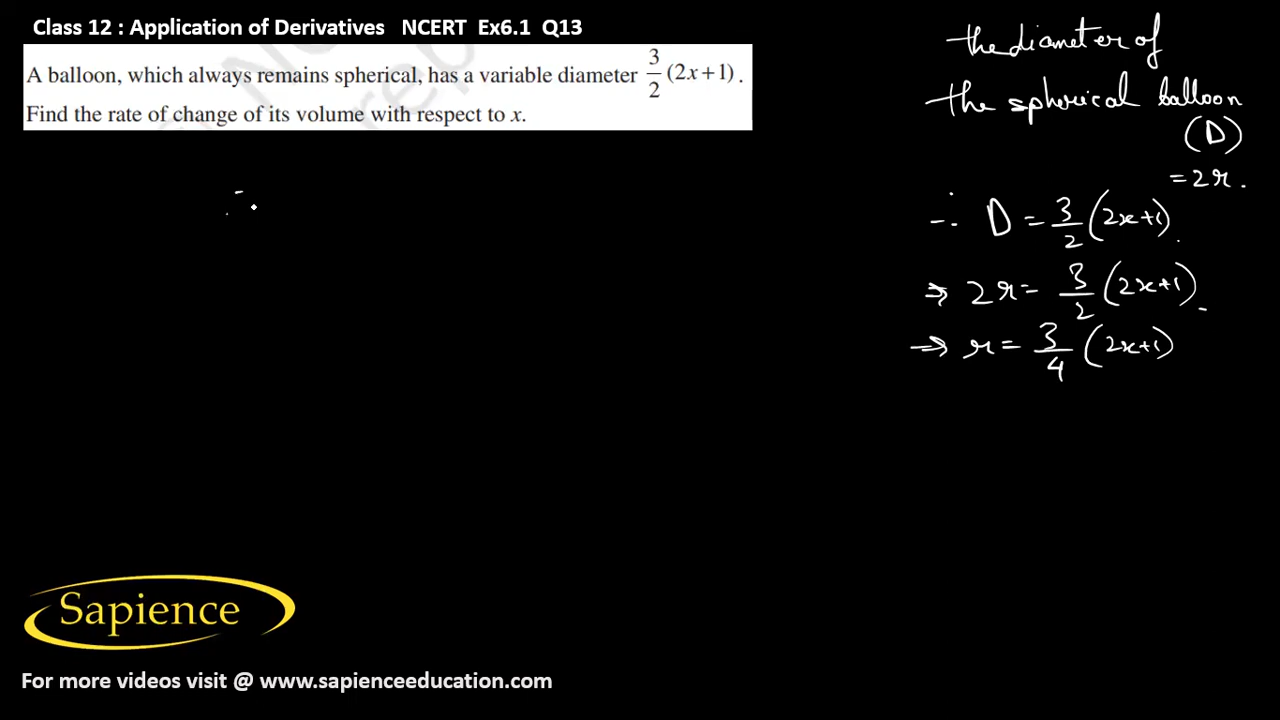 Class 12 : Application of Derivatives NCERT Ex6.1 Q13
A balloon, which always remains spherical, has a variable diameter 3/2 (2x+1).
Find the rate of change of its volume with respect to x.
the diameter of
the spherical balloon
(D)
=2r.
∴ D = 3/2 (2x+1).
⇒ 2r = 3/2 (2x+1).
⇒ r = 3/4 (2x+1)
Sapience
For more videos visit @ www.sapienceeducation.com